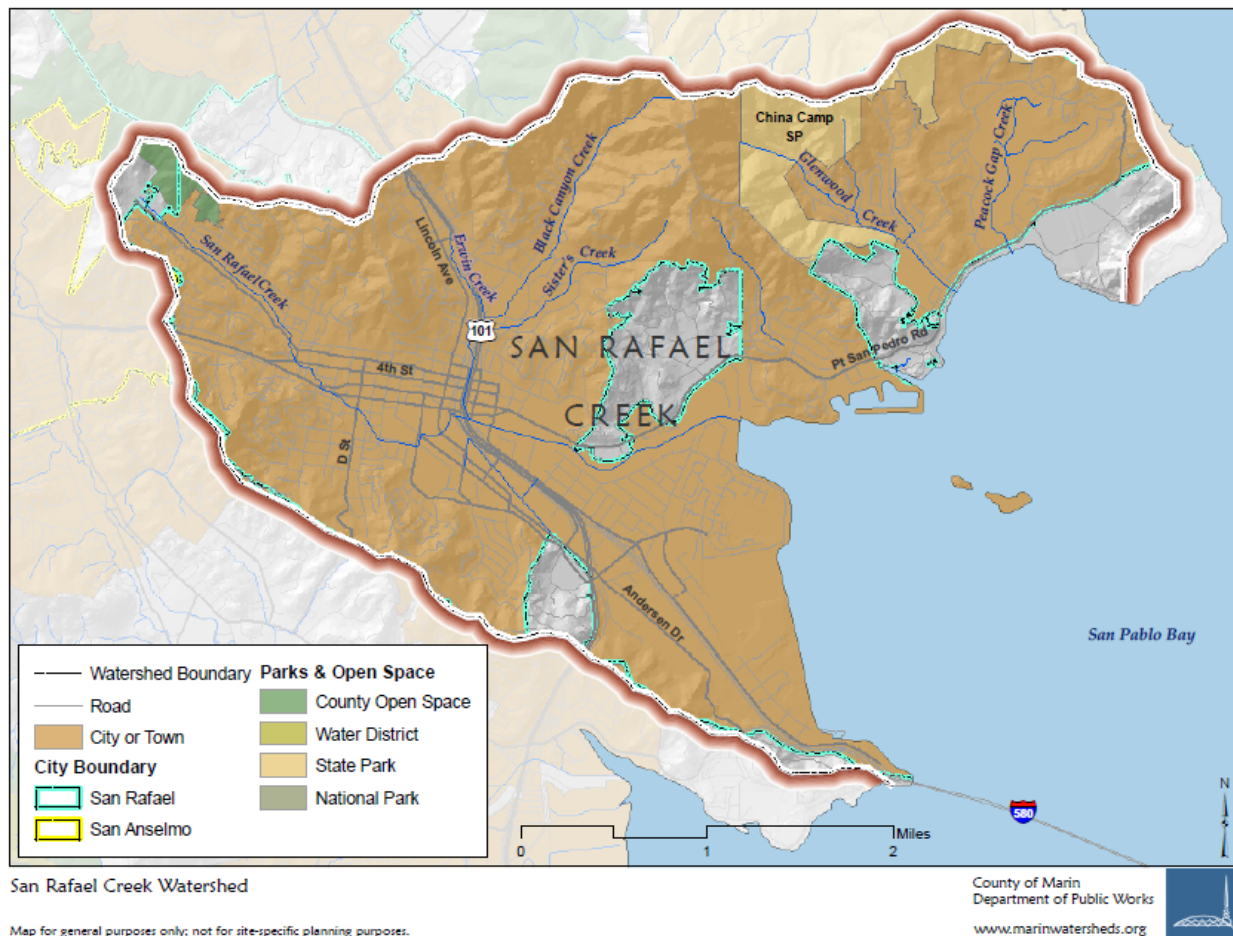 China Camp
SP
Glenwood
Creek
Peacock Gap Creek
Black Canyon Creek
Sister's Creek
Erwin Creek
Lincoln Ave
San Rafael Creek
101
SAN RAFAEL
CREEK
4th St
D St
Pt San Pedro Rd
Andersen Dr
San Pablo Bay
580
N
Watershed Boundary
Road
City or Town
City Boundary
San Rafael
San Anselmo
Parks & Open Space
County Open Space
Water District
State Park
National Park
Miles
0 1 2
San Rafael Creek Watershed
Map for general purposes only; not for site-specific planning purposes.
County of Marin
Department of Public Works
www.marinwatersheds.org